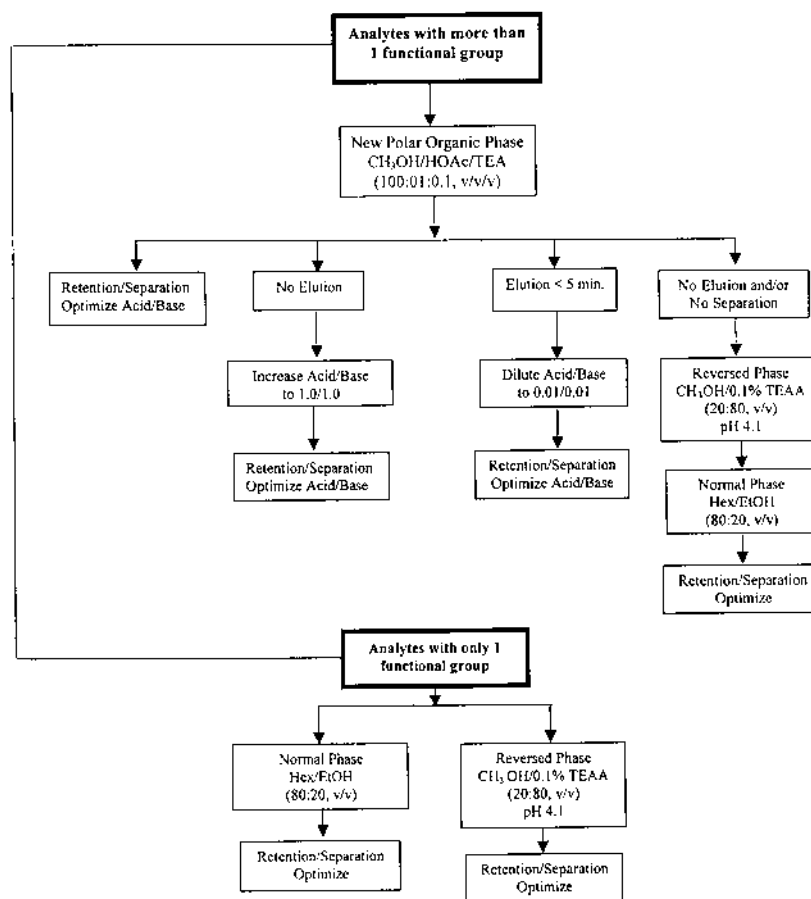 Analytes with more than
1 functional group
New Polar Organic Phase
CH₃OH/HOAc/TEA
(100:01:0.1, v/v/v)
Retention/Separation
Optimize Acid/Base
No Elution
Elution < 5 min.
No Elution and/or
No Separation
Increase Acid/Base
to 1.0/1.0
Dilute Acid/Base
to 0.01/0.01
Reversed Phase
CH₃OH/0.1% TEAA
(20:80, v/v)
pH 4.1
Retention/Separation
Optimize Acid/Base
Retention/Separation
Optimize Acid/Base
Normal Phase
Hex/EtOH
(80:20, v/v)
Retention/Separation
Optimize
Analytes with only 1
functional group
Normal Phase
Hex/EtOH
(80:20, v/v)
Reversed Phase
CH₃OH/0.1% TEAA
(20:80, v/v)
pH 4.1
Retention/Separation
Optimize
Retention/Separation
Optimize